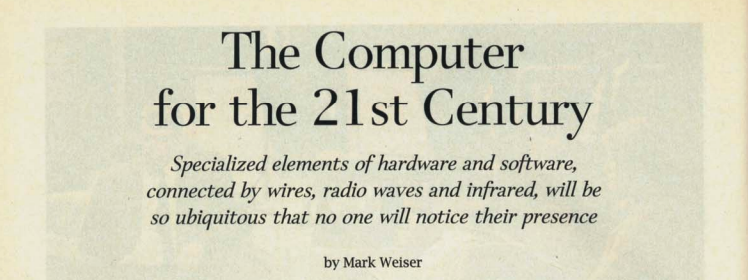 The Computer
for the 21st Century
Specialized elements of hardware and software,
connected by wires, radio waves and infrared, will be
so ubiquitous that no one will notice their presence
by Mark Weiser